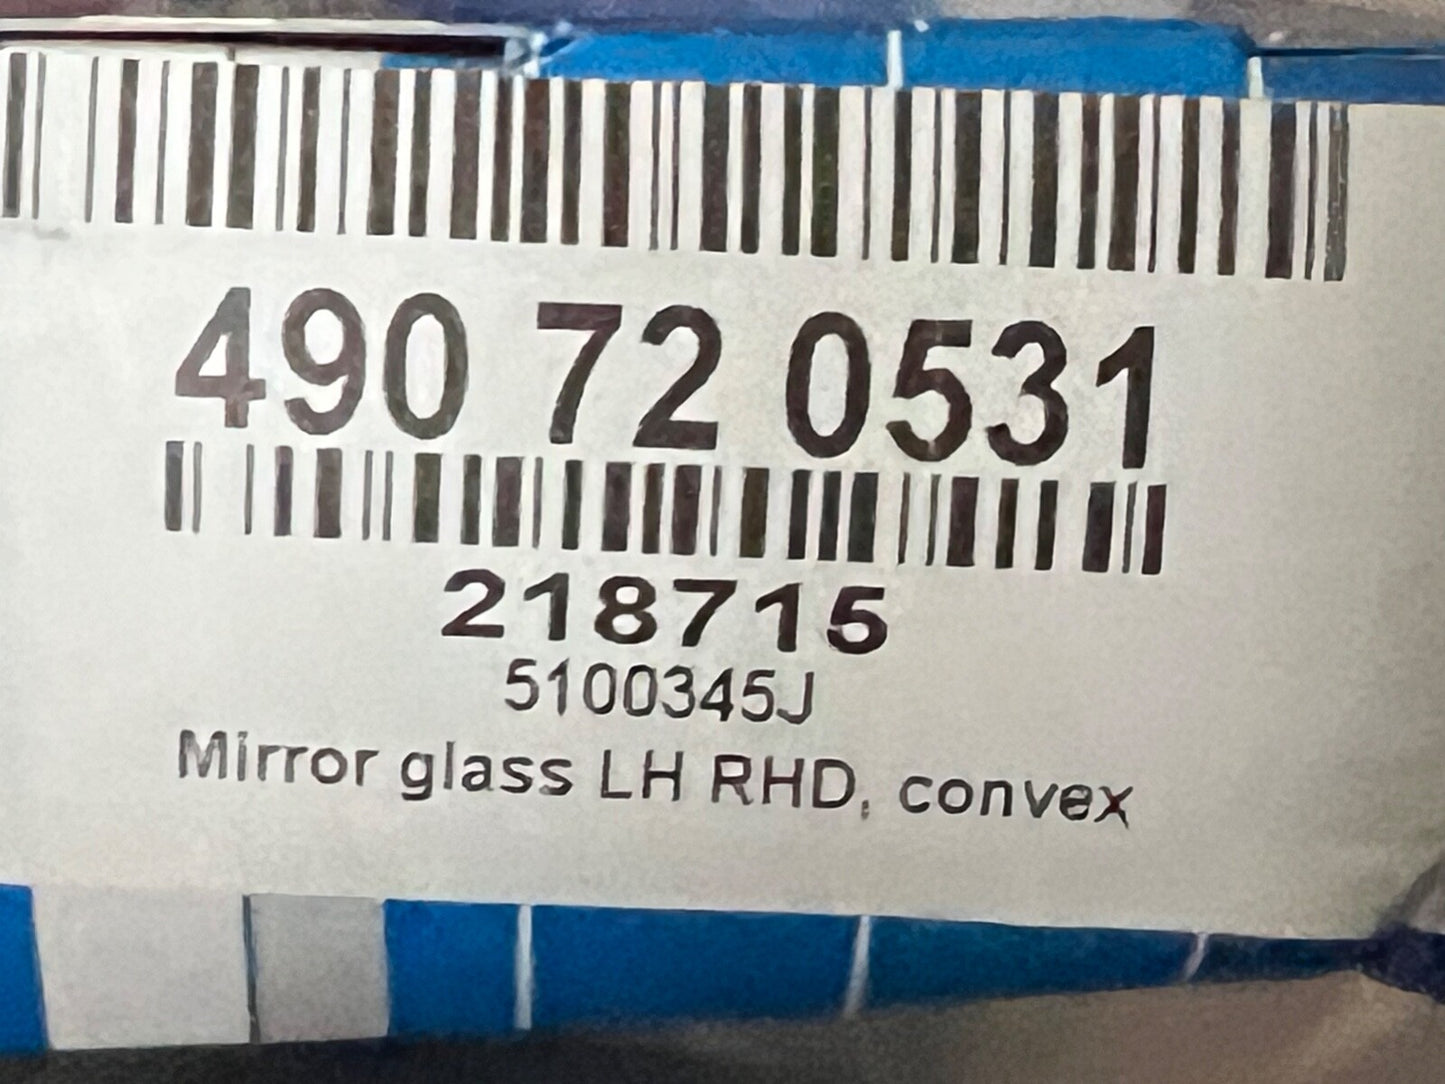 490 72 0531
218715
5100345J
Mirror glass LH RHD, convex